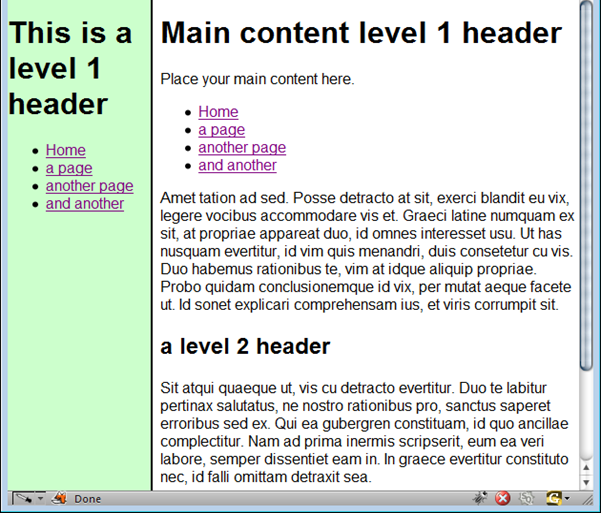 This is a
level 1
header
Home
a page
another page
and another
Main content level 1 header
Place your main content here.
Home
a page
another page
and another
Amet tation ad sed. Posse detracto at sit, exerci blandit eu vix,
legere vocibus accommodare vis et. Graeci latine numquam ex
sit, at propriae appareat duo, id omnes interesset usu. Ut has
nusquam evertitur, id vim quis menandri, duis consetetur cu vis.
Duo habemus rationibus te, vim at idque aliquip propriae.
Probo quidam conclusionemque id vix, per mutat aeque facete
ut. Id sonet explicari comprehensam ius, et viris corrumpit sit.
a level 2 header
Sit atqui quaeque ut, vis cu detracto evertitur. Duo te labitur
pertinax salutatus, ne nostro rationibus pro, sanctus saperet
erroribus sed ex. Qui ea gubergren constituam, id quo ancillae
complectitur. Nam ad prima inermis scripserit, eum ea veri
labore, semper dissentiet eam in. In graece evertitur constituto
nec, id falli omittam detraxit sea.
Done